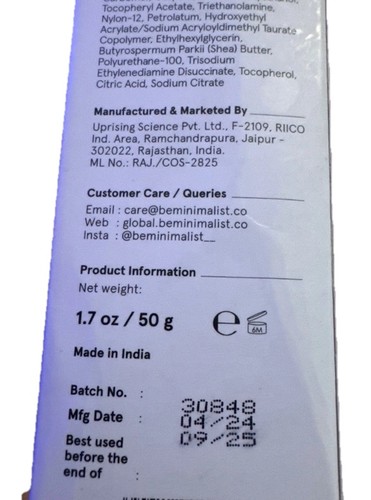 Tocopheryl Acetate, Triethanolamine,
Nylon-12, Petrolatum, Hydroxyethyl
Acrylate/Sodium Acryloyldimethyl Taurate
Copolymer, Ethylhexylglycerin,
Butyrospermum Parkii (Shea) Butter,
Polyurethane-100, Trisodium
Ethylenediamine Disuccinate, Tocopherol,
Citric Acid, Sodium Citrate
Manufactured & Marketed By
Uprising Science Pvt. Ltd., F-2109, RIICO
Ind. Area, Ramchandrapura, Jaipur -
302022, Rajasthan, India.
ML No.: RAJ./COS-2825
Customer Care / Queries
Email : care@beminimalist.co
Web : global.beminimalist.co
Insta : @beminimalist__
Product Information
Net weight:
1.7 oz / 50 g e 6M
Made in India
Batch No. : 30848
Mfg Date : 04/24
Best used 09/25
before the
end of :